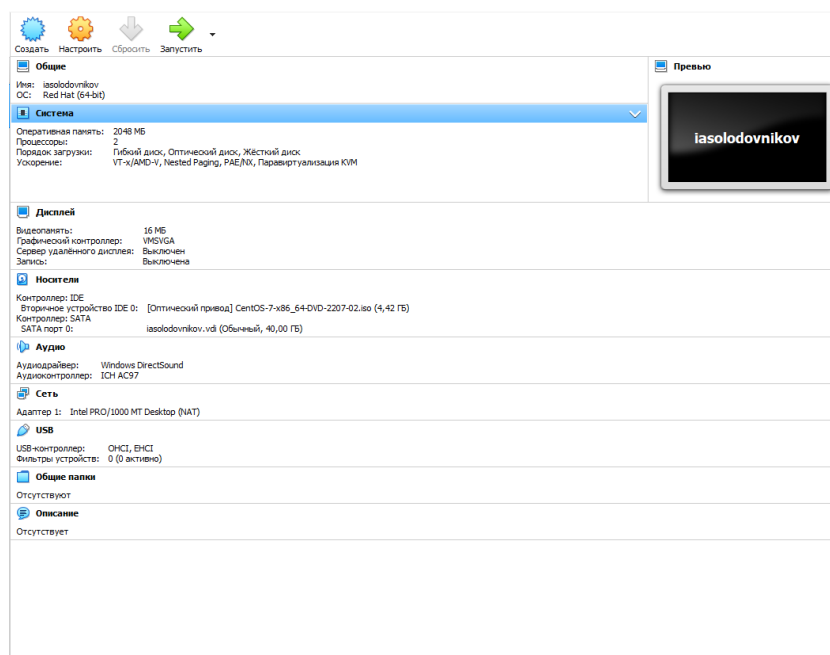 Создать Настроить Сбросить Запустить
Общие
Имя: iasolodovnikov
ОС: Red Hat (64-bit)
Превью
iasolodovnikov
Система
Оперативная память: 2048 МБ
Процессоры: 2
Порядок загрузки: Гибкий диск, Оптический диск, Жёсткий диск
Ускорение: VT-x/AMD-V, Nested Paging, PAE/NX, Паравиртуализация KVM
Дисплей
Видеопамять: 16 МБ
Графический контроллер: VMSVGA
Сервер удалённого дисплея: Выключен
Запись: Выключена
Носители
Контроллер: IDE
Вторичное устройство IDE 0: [Оптический привод] CentOS-7-x86_64-DVD-2207-02.iso (4,42 ГБ)
Контроллер: SATA
SATA порт 0: iasolodovnikov.vdi (Обычный, 40,00 ГБ)
Аудио
Аудиодрайвер: Windows DirectSound
Аудиоконтроллер: ICH AC97
Сеть
Адаптер 1: Intel PRO/1000 MT Desktop (NAT)
USB
USB-контроллер: OHCI, EHCI
Фильтры устройств: 0 (0 активно)
Общие папки
Отсутствуют
Описание
Отсутствует